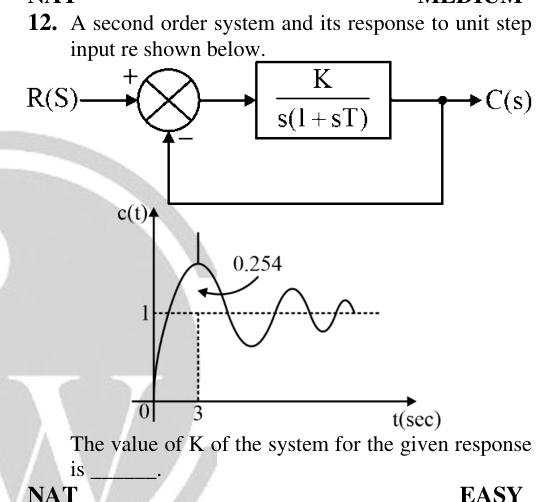 NAT MEDIUM
12. A second order system and its response to unit step
input re shown below.
+
K
R(S)
C(s)
s(1+sT)
−
c(t)
0.254
1
0
3
t(sec)
The value of K of the system for the given response
is ______.
NAT EASY